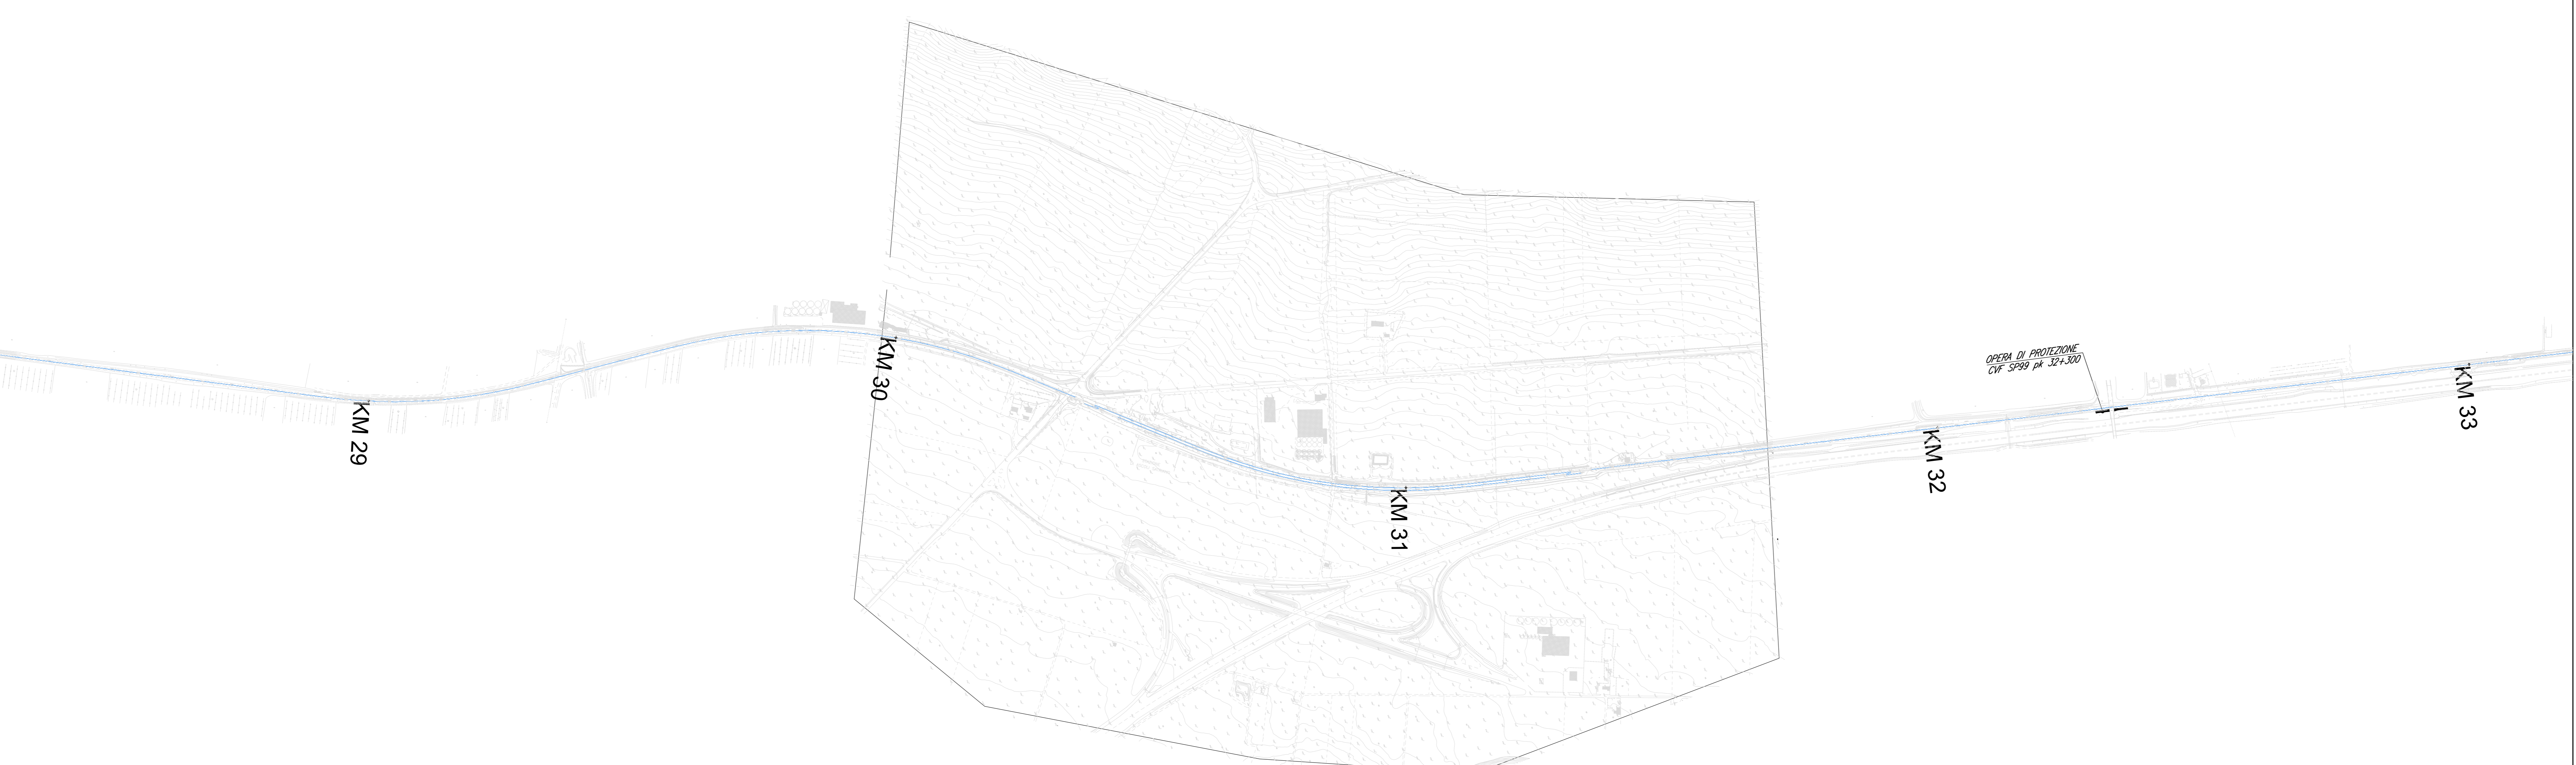 KM 29
KM 30
KM 31
OPERA DI PROTEZIONE
CVF SP99 pk 32+300
KM 32
KM 33